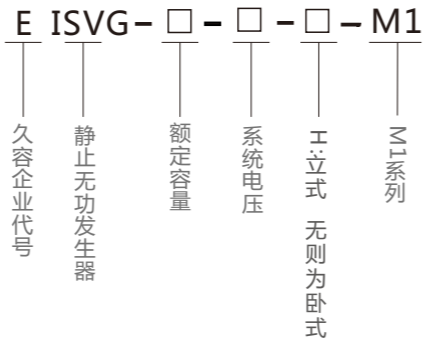 E ISVG-□-□-□-M1
久容企业代号
静止无功发生器
额定容量
系统电压
H:立式 无则为卧式
M1系列